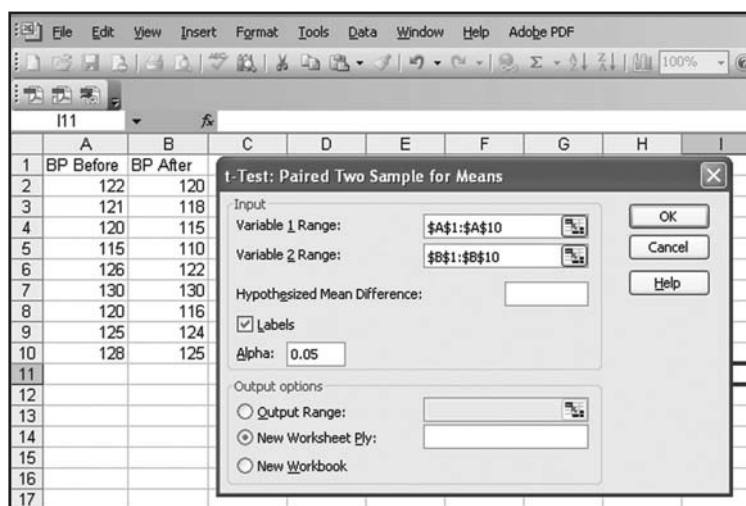 File Edit View Insert Format Tools Data Window Help Adobe PDF
100%
I11 fx
A B C D E F G H I
1 BP Before BP After
2 122 120
3 121 118
4 120 115
5 115 110
6 126 122
7 130 130
8 120 116
9 125 124
10 128 125
11
12
13
14
15
16
17
t-Test: Paired Two Sample for Means
Input
Variable 1 Range: $A$1:$A$10
Variable 2 Range: $B$1:$B$10
Hypothesized Mean Difference:
Labels
Alpha: 0.05
Output options
Output Range:
New Worksheet Ply:
New Workbook
OK
Cancel
Help